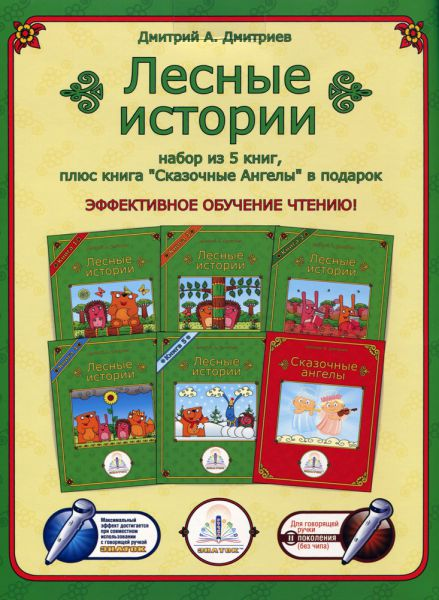 Дмитрий А. Дмитриев
Лесные
истории
набор из 5 книг,
плюс книга "Сказочные Ангелы" в подарок
ЭФФЕКТИВНОЕ ОБУЧЕНИЕ ЧТЕНИЮ!
Лесные
истории
Лесные
истории
Лесные
истории
Лесные
истории
Книга 5
Лесные
истории
Сказочные
ангелы
Максимальный
эффект достигается
при совместном
использовании
с говорящей ручкой
ЗНАТОК
ЗНАТОК
Для говорящей
ручки
II
ПОКОЛЕНИЯ
(без чипа)